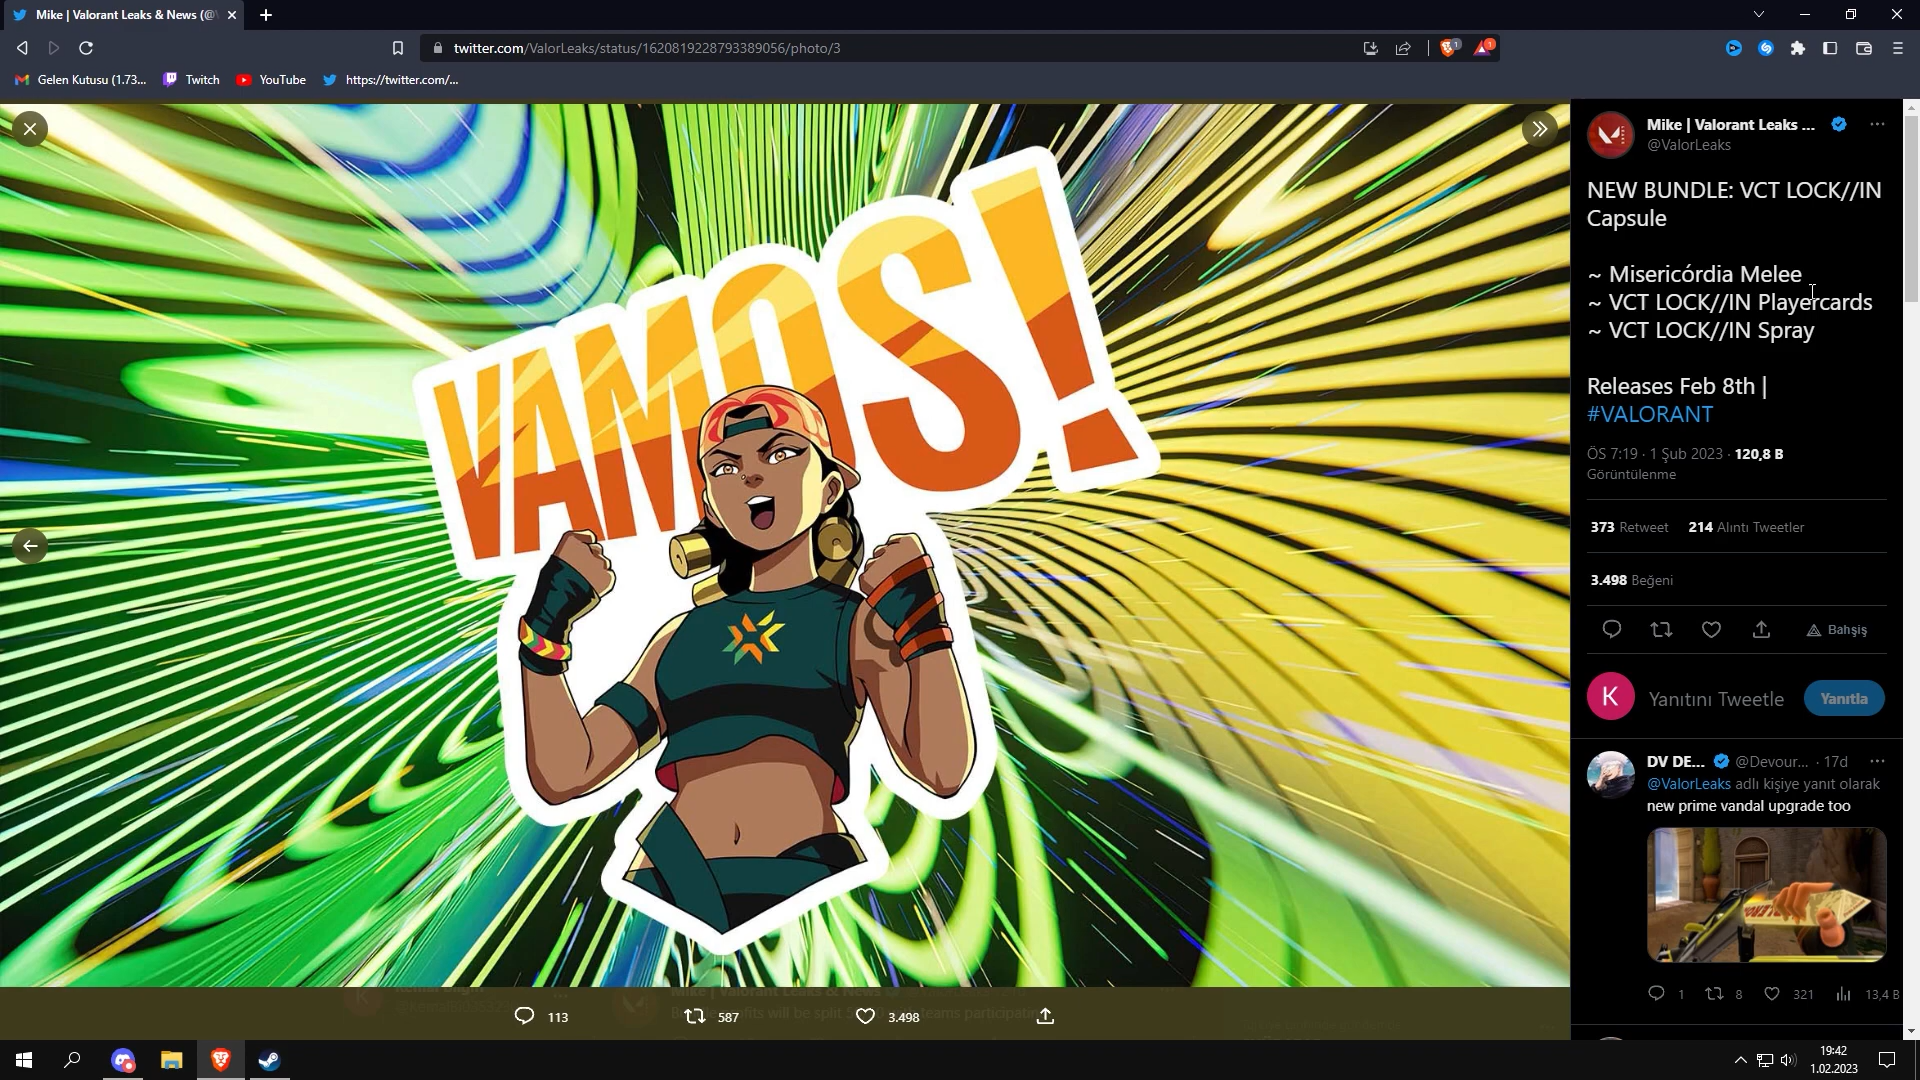 Mike | Valorant Leaks & News (@V
twitter.com/ValorLeaks/status/1620819228793389056/photo/3
1
1
Gelen Kutusu (1.73...
Twitch
YouTube
https://twitter.com/...
VAMOS!
Mike | Valorant Leaks ...
@ValorLeaks
NEW BUNDLE: VCT LOCK//IN
Capsule
~ Misericórdia Melee
~ VCT LOCK//IN Playercards
~ VCT LOCK//IN Spray
Releases Feb 8th |
#VALORANT
ÖS 7:19 · 1 Şub 2023 · 120,8 B
Görüntülenme
373 Retweet 214 Alıntı Tweetler
3.498 Beğeni
Bahşiş
K
Yanıtını Tweetle
Yanıtla
DV DE... @Devour... · 17d
@ValorLeaks adlı kişiye yanıt olarak
new prime vandal upgrade too
1 8 321 13,4 B
113 587 3.498
19:42
1.02.2023